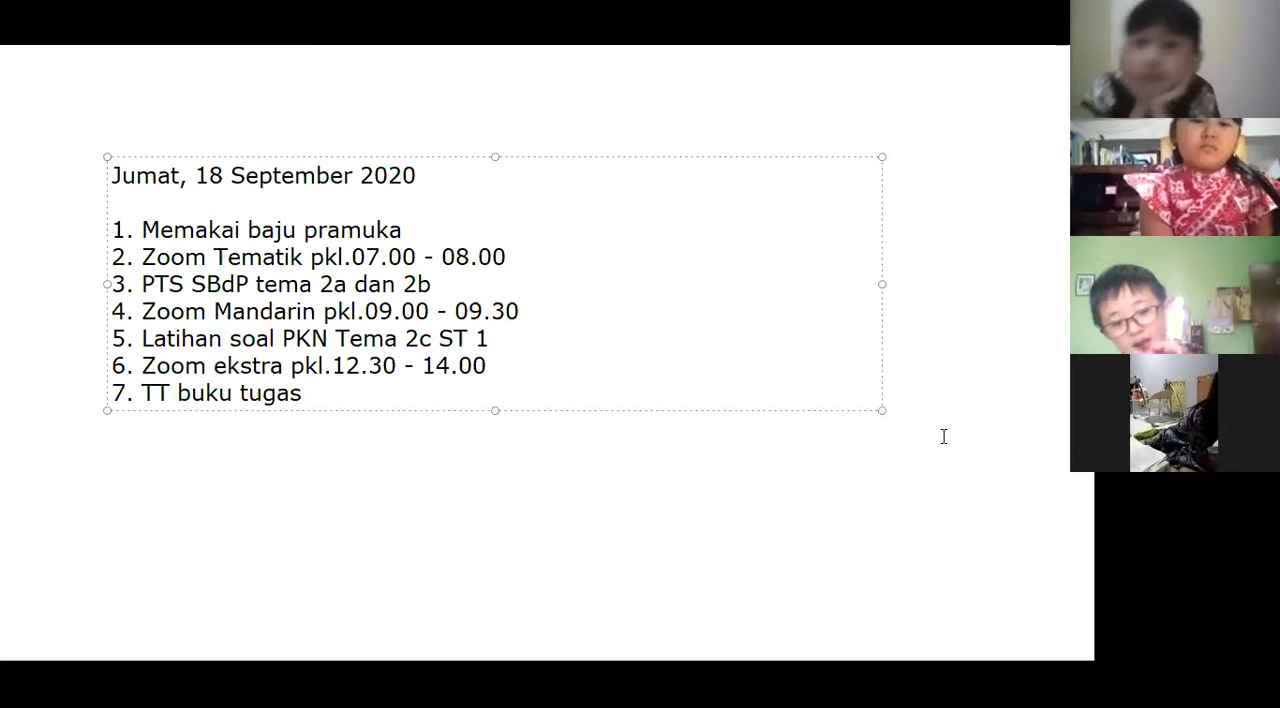 Jumat, 18 September 2020
1. Memakai baju pramuka
2. Zoom Tematik pkl.07.00 - 08.00
3. PTS SBdP tema 2a dan 2b
4. Zoom Mandarin pkl.09.00 - 09.30
5. Latihan soal PKN Tema 2c ST 1
6. Zoom ekstra pkl.12.30 - 14.00
7. TT buku tugas